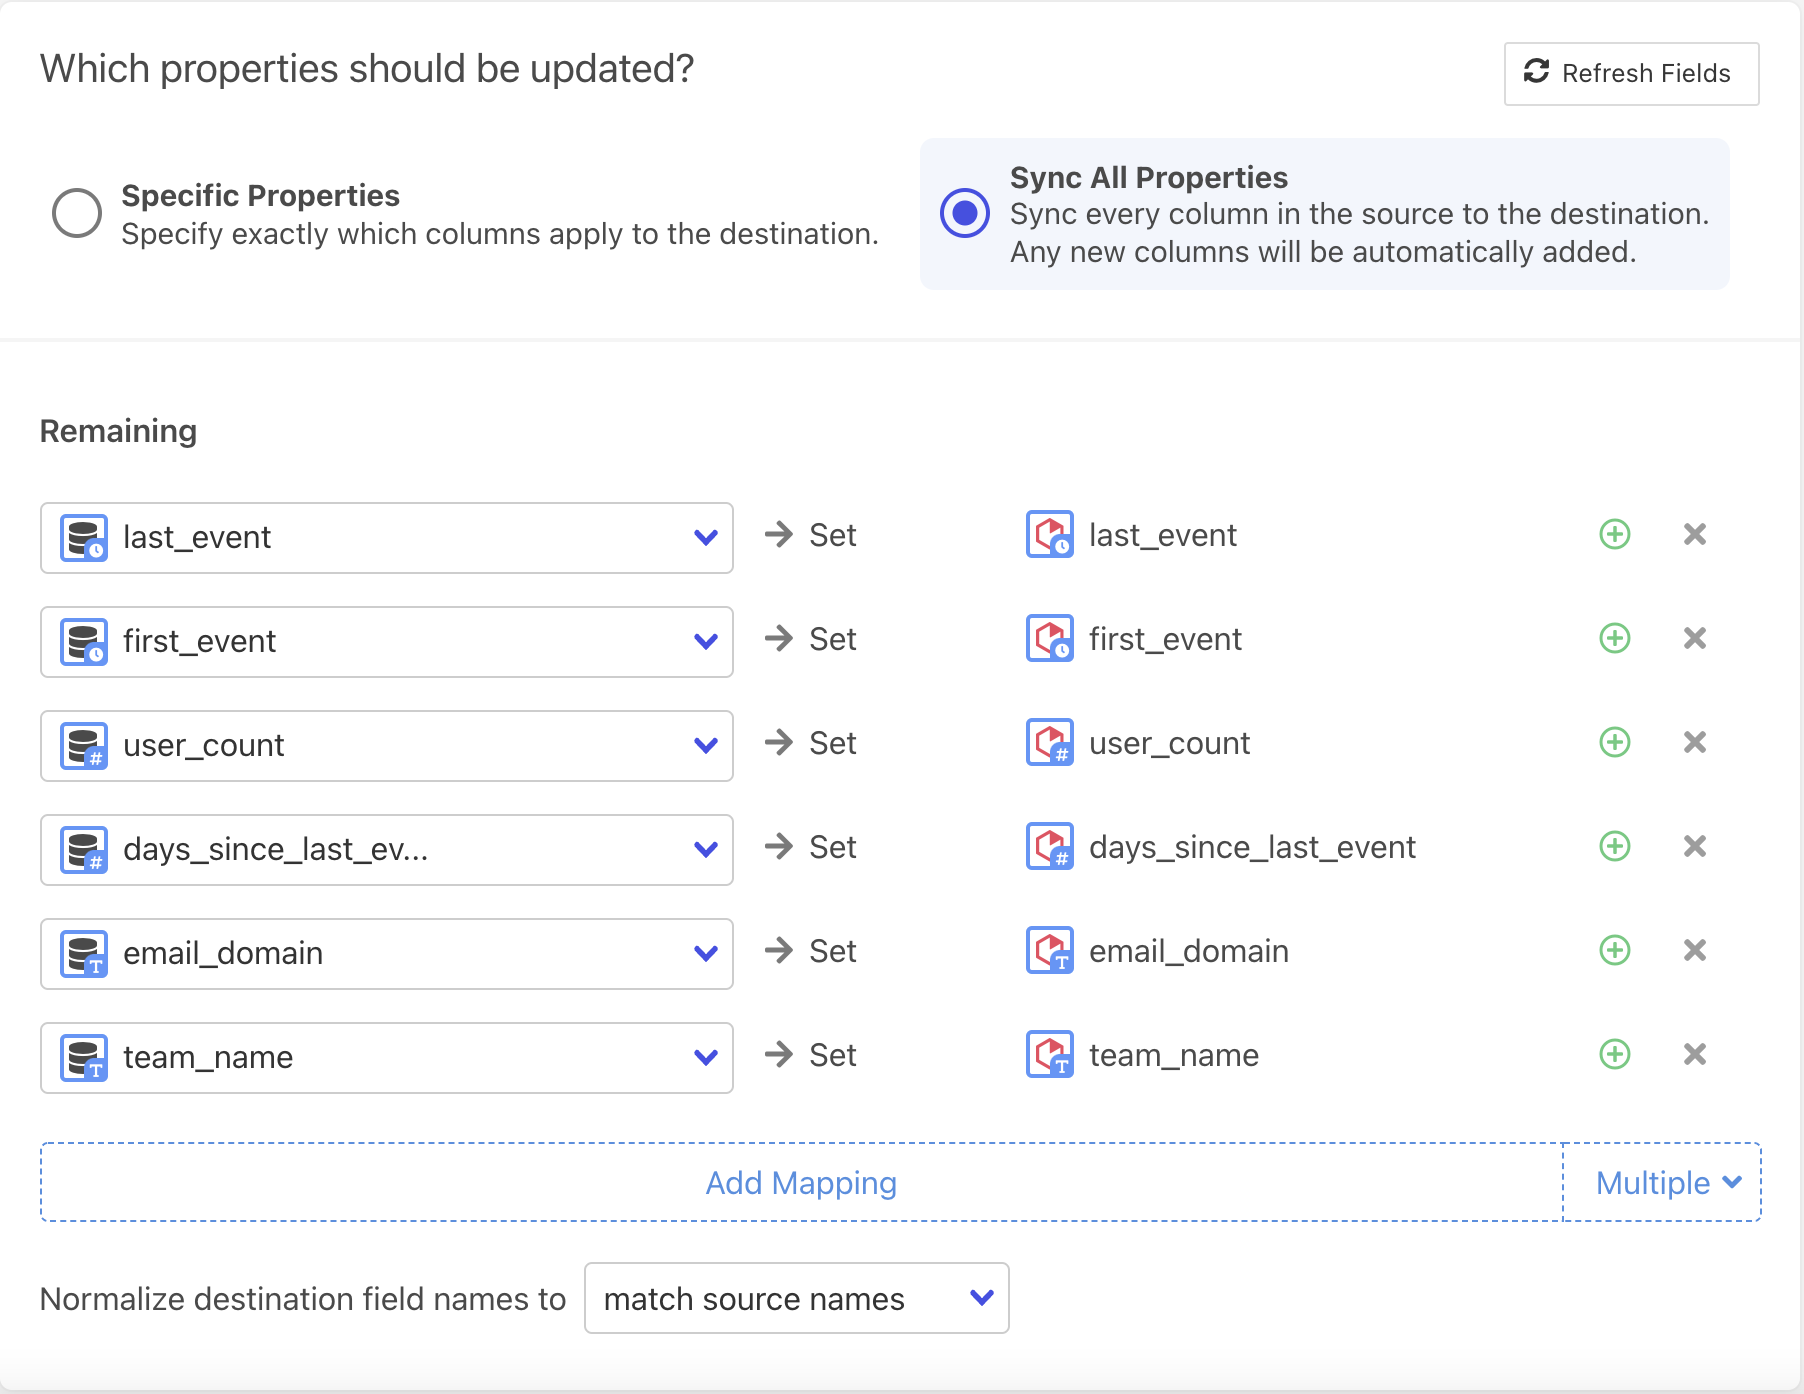 Which properties should be updated?
Refresh Fields
Specific Properties
Specify exactly which columns apply to the destination.
Sync All Properties
Sync every column in the source to the destination.
Any new columns will be automatically added.
Remaining
last_event Set last_event
first_event Set first_event
# user_count Set # user_count
# days_since_last_ev... Set # days_since_last_event
T email_domain Set T email_domain
T team_name Set T team_name
Add Mapping
Multiple
Normalize destination field names to match source names